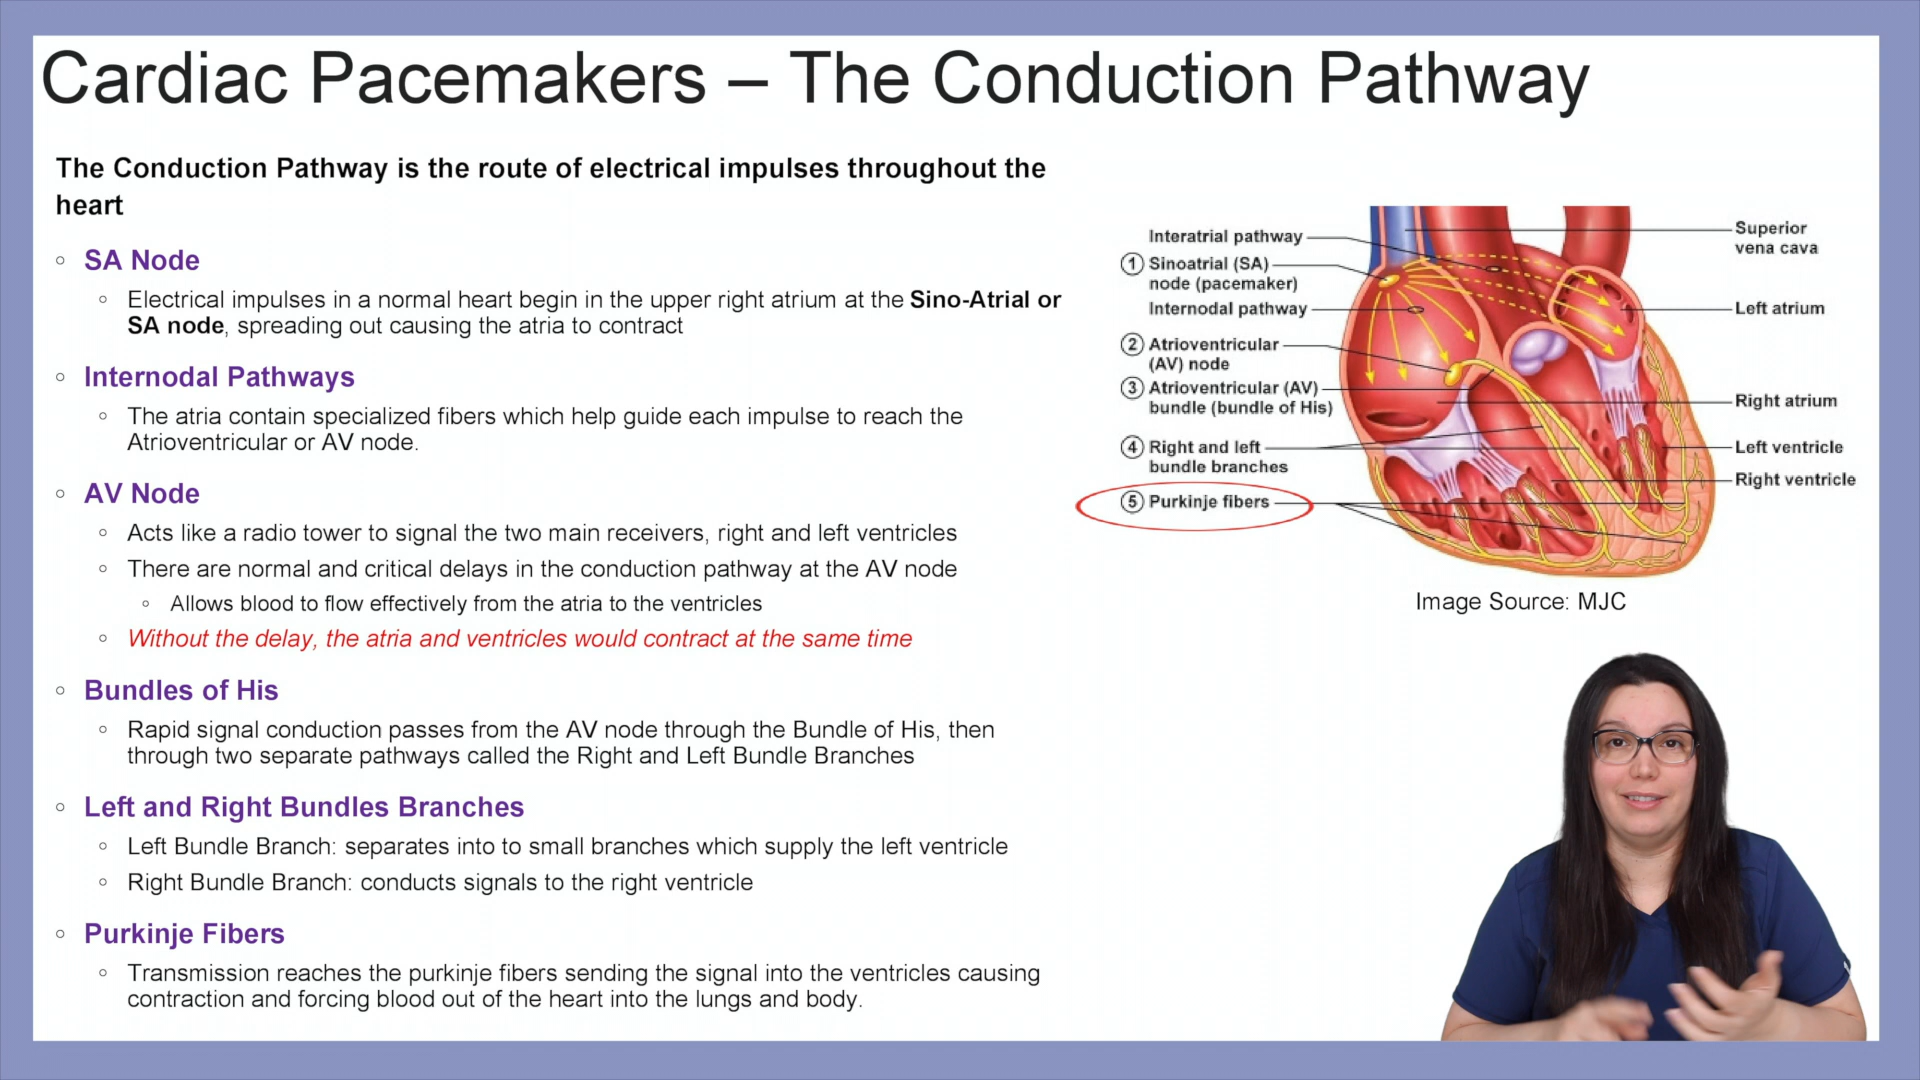 Cardiac Pacemakers – The Conduction Pathway
The Conduction Pathway is the route of electrical impulses throughout the
heart
◦ SA Node
◦ Electrical impulses in a normal heart begin in the upper right atrium at the Sino-Atrial or
SA node, spreading out causing the atria to contract
◦ Internodal Pathways
◦ The atria contain specialized fibers which help guide each impulse to reach the
Atrioventricular or AV node.
◦ AV Node
◦ Acts like a radio tower to signal the two main receivers, right and left ventricles
◦ There are normal and critical delays in the conduction pathway at the AV node
◦ Allows blood to flow effectively from the atria to the ventricles
◦ Without the delay, the atria and ventricles would contract at the same time
◦ Bundles of His
◦ Rapid signal conduction passes from the AV node through the Bundle of His, then
through two separate pathways called the Right and Left Bundle Branches
◦ Left and Right Bundles Branches
◦ Left Bundle Branch: separates into to small branches which supply the left ventricle
◦ Right Bundle Branch: conducts signals to the right ventricle
◦ Purkinje Fibers
◦ Transmission reaches the purkinje fibers sending the signal into the ventricles causing
contraction and forcing blood out of the heart into the lungs and body.
Interatrial pathway
① Sinoatrial (SA)
node (pacemaker)
Internodal pathway
② Atrioventricular
(AV) node
③ Atrioventricular (AV)
bundle (bundle of His)
④ Right and left
bundle branches
⑤ Purkinje fibers
Superior
vena cava
Left atrium
Right atrium
Left ventricle
Right ventricle
Image Source: MJC